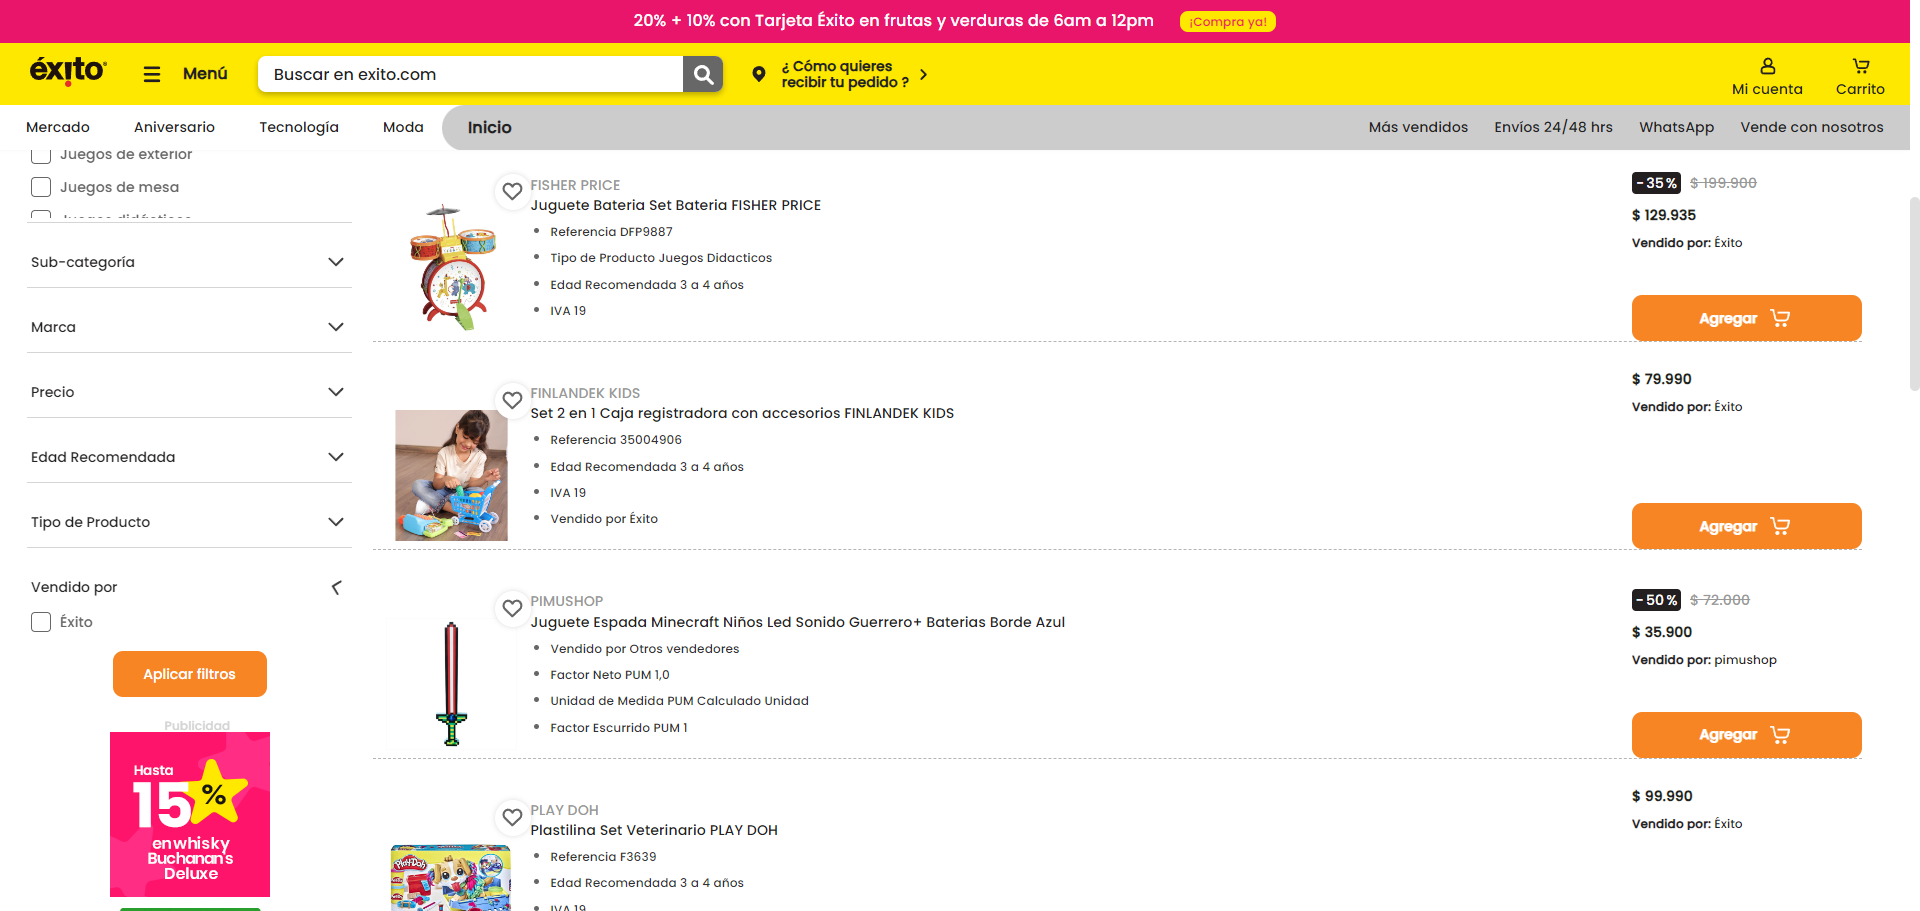 20% + 10% con Tarjeta Éxito en frutas y verduras de 6am a 12pm
¡Compra ya!
éxito
Menú
Buscar en exito.com
¿ Cómo quieres
recibir tu pedido ?
Mi cuenta
Carrito
Mercado
Aniversario
Tecnología
Moda
Inicio
Más vendidos
Envíos 24/48 hrs
WhatsApp
Vende con nosotros
Juegos de exterior
Juegos de mesa
Juegos didácticos
Sub-categoría
Marca
Precio
Edad Recomendada
Tipo de Producto
Vendido por
Éxito
Aplicar filtros
Publicidad
Hasta
15%
en whisky
Buchanan's
Deluxe
FISHER PRICE
Juguete Bateria Set Bateria FISHER PRICE
Referencia DFP9887
Tipo de Producto Juegos Didacticos
Edad Recomendada 3 a 4 años
IVA 19
-35% $ 199.900
$ 129.935
Vendido por: Éxito
Agregar
FINLANDEK KIDS
Set 2 en 1 Caja registradora con accesorios FINLANDEK KIDS
Referencia 35004906
Edad Recomendada 3 a 4 años
IVA 19
Vendido por Éxito
$ 79.990
Vendido por: Éxito
Agregar
PIMUSHOP
Juguete Espada Minecraft Niños Led Sonido Guerrero+ Baterias Borde Azul
Vendido por Otros vendedores
Factor Neto PUM 1,0
Unidad de Medida PUM Calculado Unidad
Factor Escurrido PUM 1
-50% $ 72.000
$ 35.900
Vendido por: pimushop
Agregar
PLAY DOH
Plastilina Set Veterinario PLAY DOH
Referencia F3639
Edad Recomendada 3 a 4 años
IVA 19
$ 99.990
Vendido por: Éxito
Play-Doh